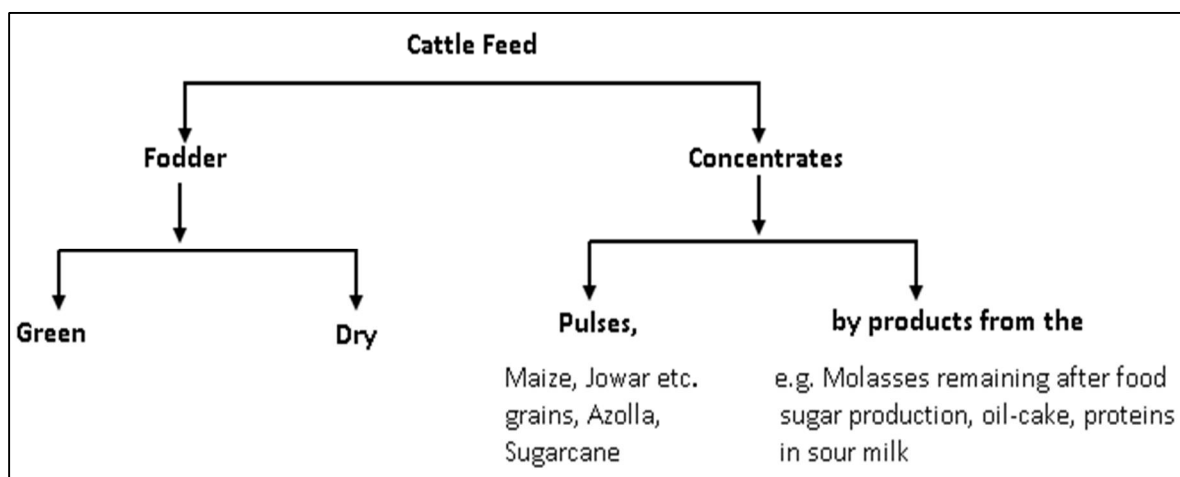 Cattle Feed
Fodder
Concentrates
Green
Dry
Pulses,
Maize, Jowar etc.
grains, Azolla,
Sugarcane
by products from the
e.g. Molasses remaining after food
sugar production, oil-cake, proteins
in sour milk